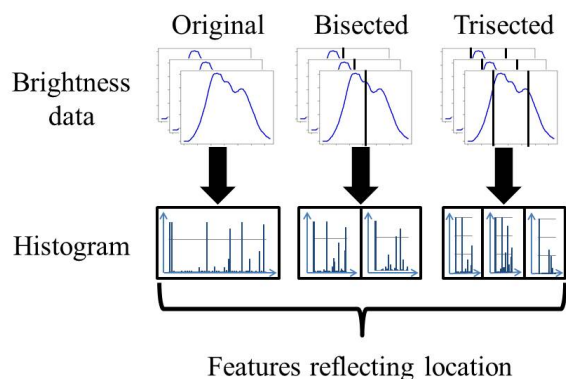 Original Bisected Trisected
Brightness
data
Histogram
Features reflecting location